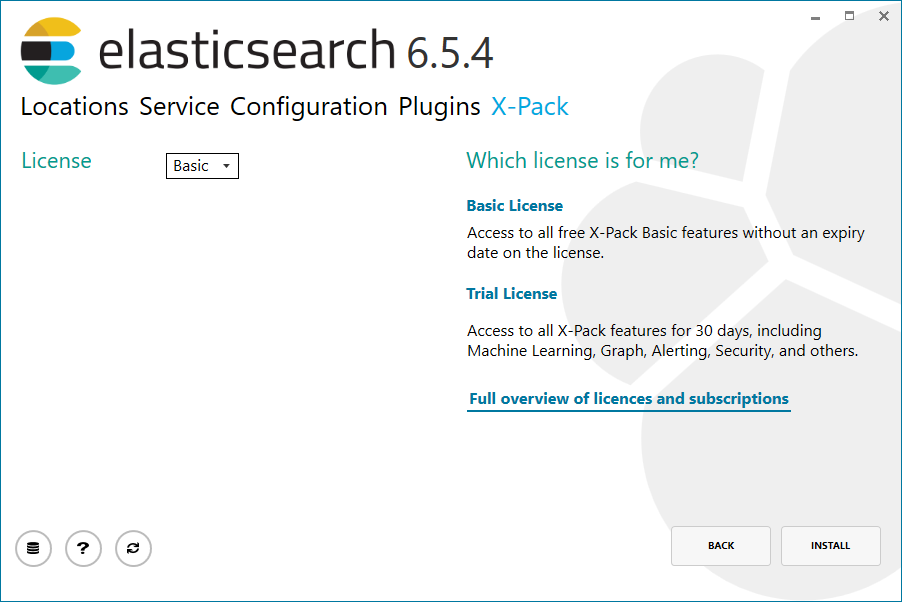 elasticsearch 6.5.4
Locations Service Configuration Plugins X-Pack
License
Basic
Which license is for me?
Basic License
Access to all free X-Pack Basic features without an expiry
date on the license.
Trial License
Access to all X-Pack features for 30 days, including
Machine Learning, Graph, Alerting, Security, and others.
Full overview of licences and subscriptions
?
BACK
INSTALL